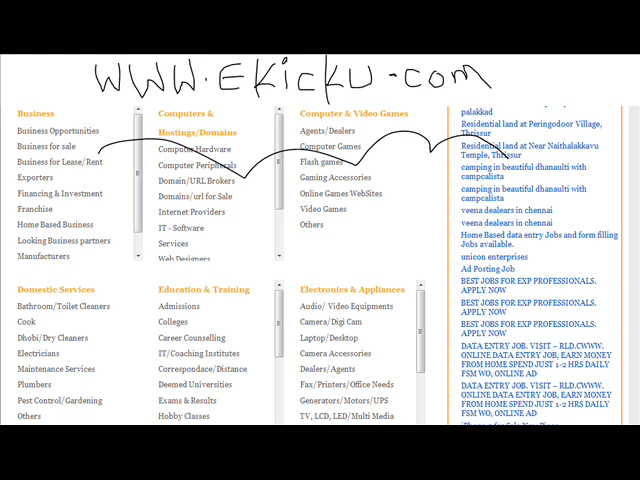 www.Ekicku.com
Business
Business Opportunities
Business for sale
Business for Lease/Rent
Exporters
Financing & Investment
Franchise
Home Based Business
Looking Business partners
Manufacturers
Computers &
Hostings/Domains
Computer Hardware
Computer Peripherals
Domain/URL Brokers
Domains/url for Sale
Internet Providers
IT - Software
Services
Web Designers
Computer & Video Games
Agents/Dealers
Computer Games
Flash games
Gaming Accessories
Online Games WebSites
Video Games
Others
palakkad
Residential land at Peringodoor Village,
Thrissur
Residential land at Near Naithalakkavu
Temple, Thrissur
camping in beautiful dhanaulti with
campcalista
camping in beautiful dhanaulti with
campcalista
veena dealears in chennai
veena dealears in chennai
Home Based data entry Jobs and form filling
Jobs available.
unicon enterprises
Ad Posting Job
BEST JOBS FOR EXP PROFESSIONALS.
APPLY NOW
BEST JOBS FOR EXP PROFESSIONALS.
APPLY NOW
BEST JOBS FOR EXP PROFESSIONALS.
APPLY NOW
DATA ENTRY JOB. VISIT – RLD.CWWW.
ONLINE DATA ENTRY JOB, EARN MONEY
FROM HOME SPEND JUST 1-2 HRS DAILY
FSM WO, ONLINE AD
DATA ENTRY JOB. VISIT – RLD.CWWW.
ONLINE DATA ENTRY JOB, EARN MONEY
FROM HOME SPEND JUST 1-2 HRS DAILY
FSM WO, ONLINE AD
Domestic Services
Bathroom/Toilet Cleaners
Cook
Dhobi/Dry Cleaners
Electricians
Maintenance Services
Plumbers
Pest Control/Gardening
Others
Education & Training
Admissions
Colleges
Career Counselling
IT/Coaching Institutes
Correspondace/Distance
Deemed Universities
Exams & Results
Hobby Classes
Electronics & Appliances
Audio/ Video Equipments
Camera/Digi Cam
Laptop/Desktop
Camera Accessories
Dealers/Agents
Fax/Printers/Office Needs
Generators/Motors/UPS
TV, LCD, LED/Multi Media